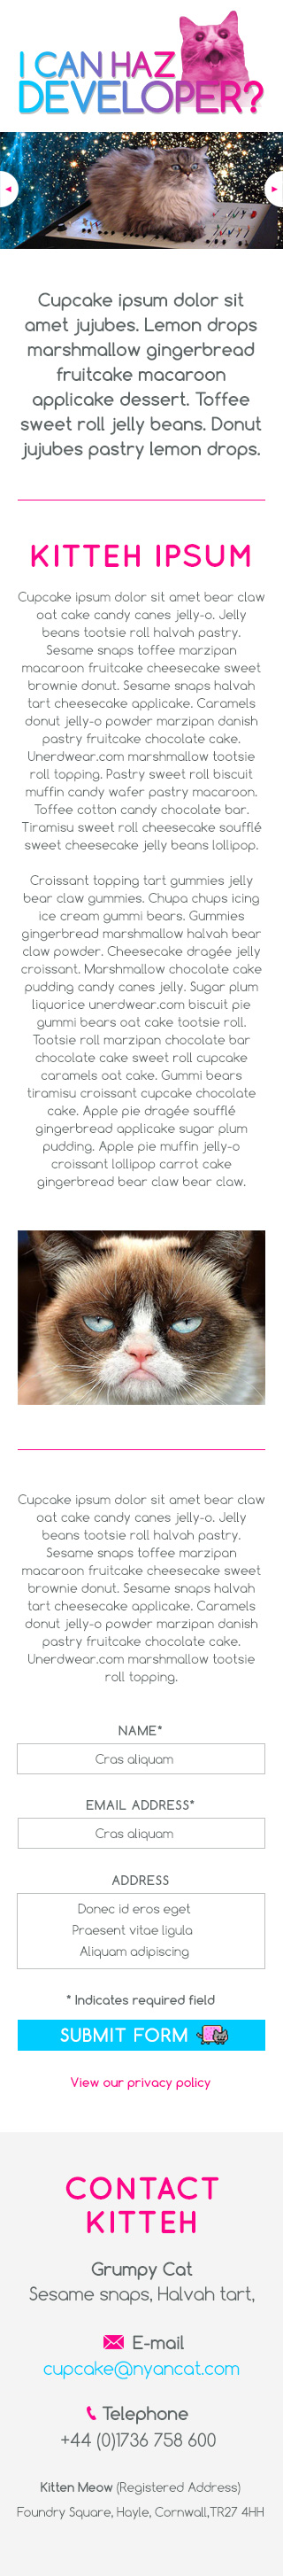 I CAN HAZ
DEVELOPER?
Cupcake ipsum dolor sit
amet jujubes. Lemon drops
marshmallow gingerbread
fruitcake macaroon
applicake dessert. Toffee
sweet roll jelly beans. Donut
jujubes pastry lemon drops.
KITTEH IPSUM
Cupcake ipsum dolor sit amet bear claw
oat cake candy canes jelly-o. Jelly
beans tootsie roll halvah pastry.
Sesame snaps toffee marzipan
macaroon fruitcake cheesecake sweet
brownie donut. Sesame snaps halvah
tart cheesecake applicake. Caramels
donut jelly-o powder marzipan danish
pastry fruitcake chocolate cake.
Unerdwear.com marshmallow tootsie
roll topping. Pastry sweet roll biscuit
muffin candy wafer pastry macaroon.
Toffee cotton candy chocolate bar.
Tiramisu sweet roll cheesecake soufflé
sweet cheesecake jelly beans lollipop.
Croissant topping tart gummies jelly
bear claw gummies. Chupa chups icing
ice cream gummi bears. Gummies
gingerbread marshmallow halvah bear
claw powder. Cheesecake dragée jelly
croissant. Marshmallow chocolate cake
pudding candy canes jelly. Sugar plum
liquorice unerdwear.com biscuit pie
gummi bears oat cake tootsie roll.
Tootsie roll marzipan chocolate bar
chocolate cake sweet roll cupcake
caramels oat cake. Gummi bears
tiramisu croissant cupcake chocolate
cake. Apple pie dragée soufflé
gingerbread applicake sugar plum
pudding. Apple pie muffin jelly-o
croissant lollipop carrot cake
gingerbread bear claw bear claw.
Cupcake ipsum dolor sit amet bear claw
oat cake candy canes jelly-o. Jelly
beans tootsie roll halvah pastry.
Sesame snaps toffee marzipan
macaroon fruitcake cheesecake sweet
brownie donut. Sesame snaps halvah
tart cheesecake applicake. Caramels
donut jelly-o powder marzipan danish
pastry fruitcake chocolate cake.
Unerdwear.com marshmallow tootsie
roll topping.
NAME*
Cras aliquam
EMAIL ADDRESS*
Cras aliquam
ADDRESS
Donec id eros eget
Praesent vitae ligula
Aliquam adipiscing
* Indicates required field
SUBMIT FORM
View our privacy policy
CONTACT
KITTEH
Grumpy Cat
Sesame snaps, Halvah tart,
E-mail
cupcake@nyancat.com
Telephone
+44 (0)1736 758 600
Kitten Meow (Registered Address)
Foundry Square, Hayle, Cornwall,TR27 4HH